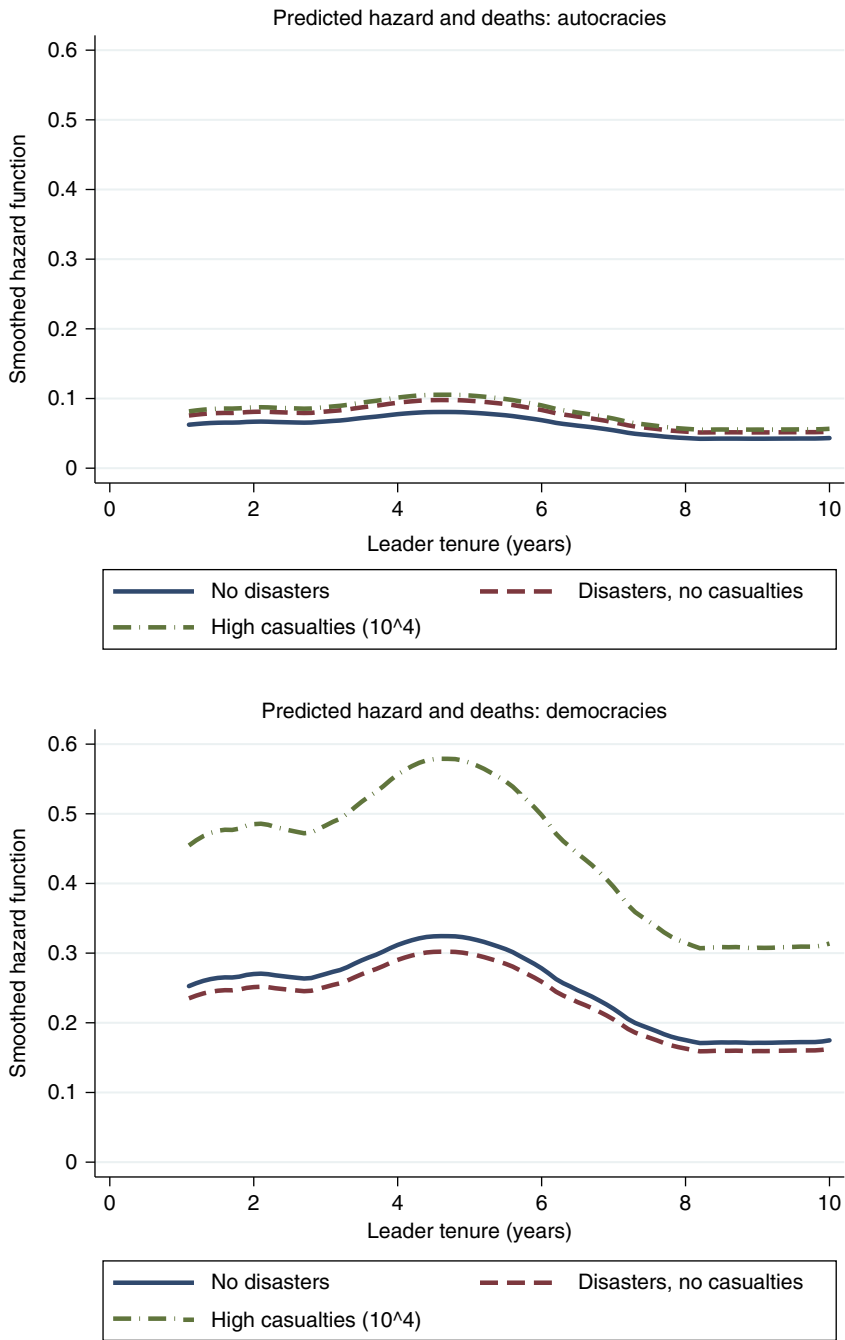 Predicted hazard and deaths: autocracies
Smoothed hazard function
0.6
0.5
0.4
0.3
0.2
0.1
0
0 2 4 6 8 10
Leader tenure (years)
No disasters Disasters, no casualties
High casualties (10^4)
Predicted hazard and deaths: democracies
Smoothed hazard function
0.6
0.5
0.4
0.3
0.2
0.1
0
0 2 4 6 8 10
Leader tenure (years)
No disasters Disasters, no casualties
High casualties (10^4)